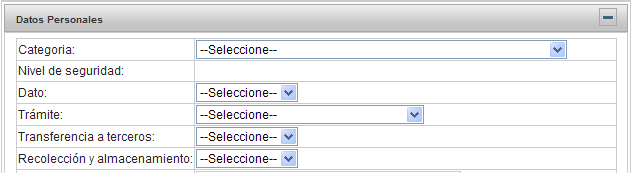 Datos Personales
Categoria: --Seleccione--
Nivel de seguridad:
Dato: --Seleccione--
Trámite: --Seleccione--
Transferencia a terceros: --Seleccione--
Recolección y almacenamiento: --Seleccione--